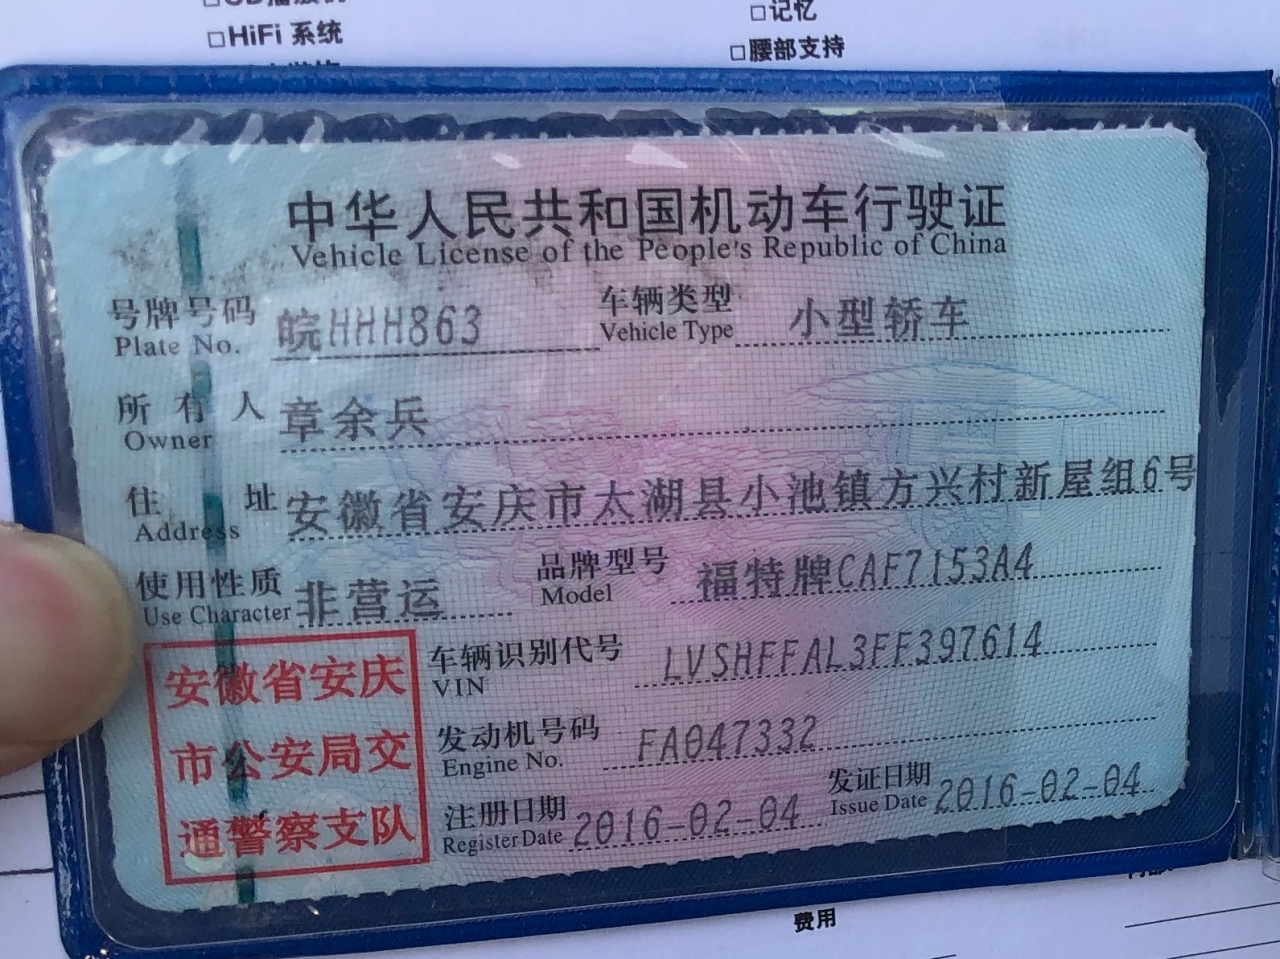 □HiFi 系统
□记忆
□腰部支持
中华人民共和国机动车行驶证
Vehicle License of the People's Republic of China
号牌号码 皖HHH863 车辆类型 小型轿车
Plate No. Vehicle Type
所有人 章余兵
Owner
住址 安徽省安庆市太湖县小池镇方兴村新屋组6号
Address
使用性质 非营运 品牌型号 福特牌CAF7153A4
Use Character Model
安徽省安庆
市公安局交
通警察支队
车辆识别代号 LVSHFFAL3FF397614
VIN
发动机号码 FA047332
Engine No.
注册日期 2016-02-04 发证日期 2016-02-04
Register Date Issue Date
费用